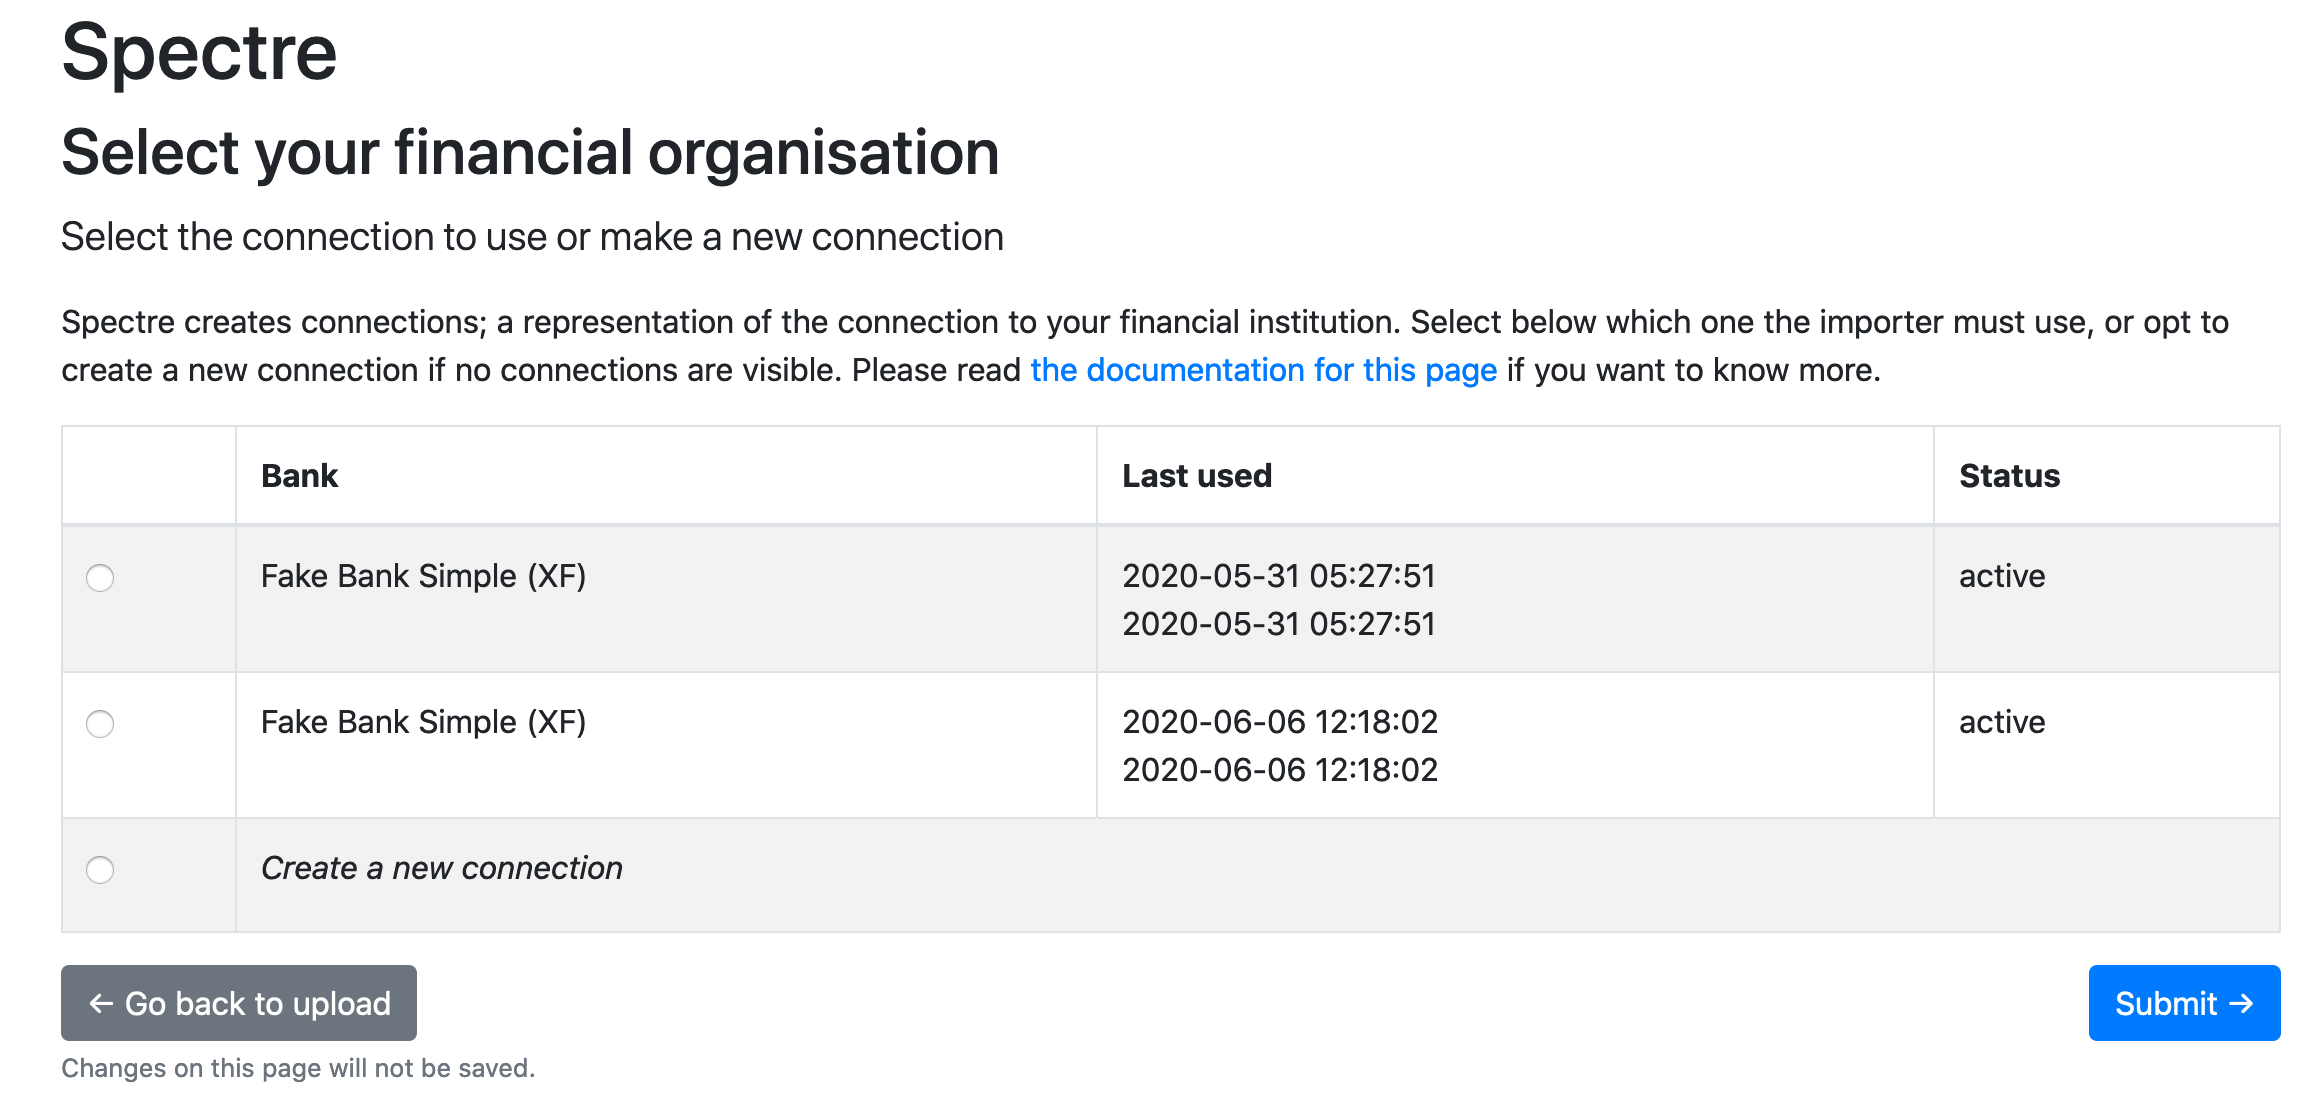 Spectre
Select your financial organisation
Select the connection to use or make a new connection
Spectre creates connections; a representation of the connection to your financial institution. Select below which one the importer must use, or opt to
create a new connection if no connections are visible. Please read the documentation for this page if you want to know more.
Bank Last used Status
Fake Bank Simple (XF) 2020-05-31 05:27:51 active
2020-05-31 05:27:51
Fake Bank Simple (XF) 2020-06-06 12:18:02 active
2020-06-06 12:18:02
Create a new connection
← Go back to upload Submit →
Changes on this page will not be saved.